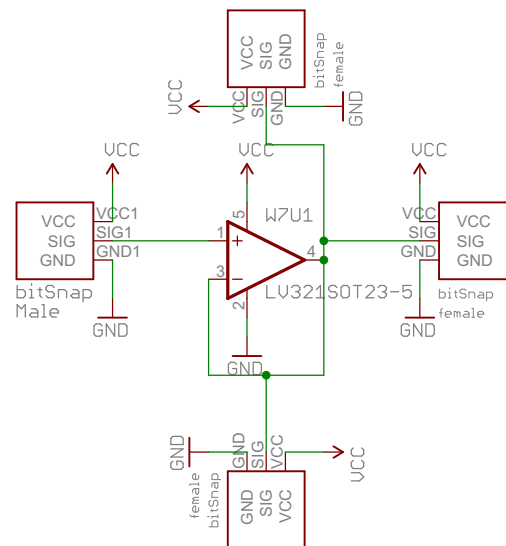 VCC
SIG
GND
bitSnap
female
VCC
VCC
SIG
GND
GND
VCC
VCC
VCC
VCC
SIG
GND
VCC1
SIG1
GND1
bitSnap
Male
GND
5
W7U1
1
+
4
3
-
LV321SOT23-5
2
GND
VCC
SIG
GND
VCC
SIG
GND
bitSnap
female
GND
GND
GND
SIG
VCC
VCC
female
bitSnap
GND
SIG
VCC